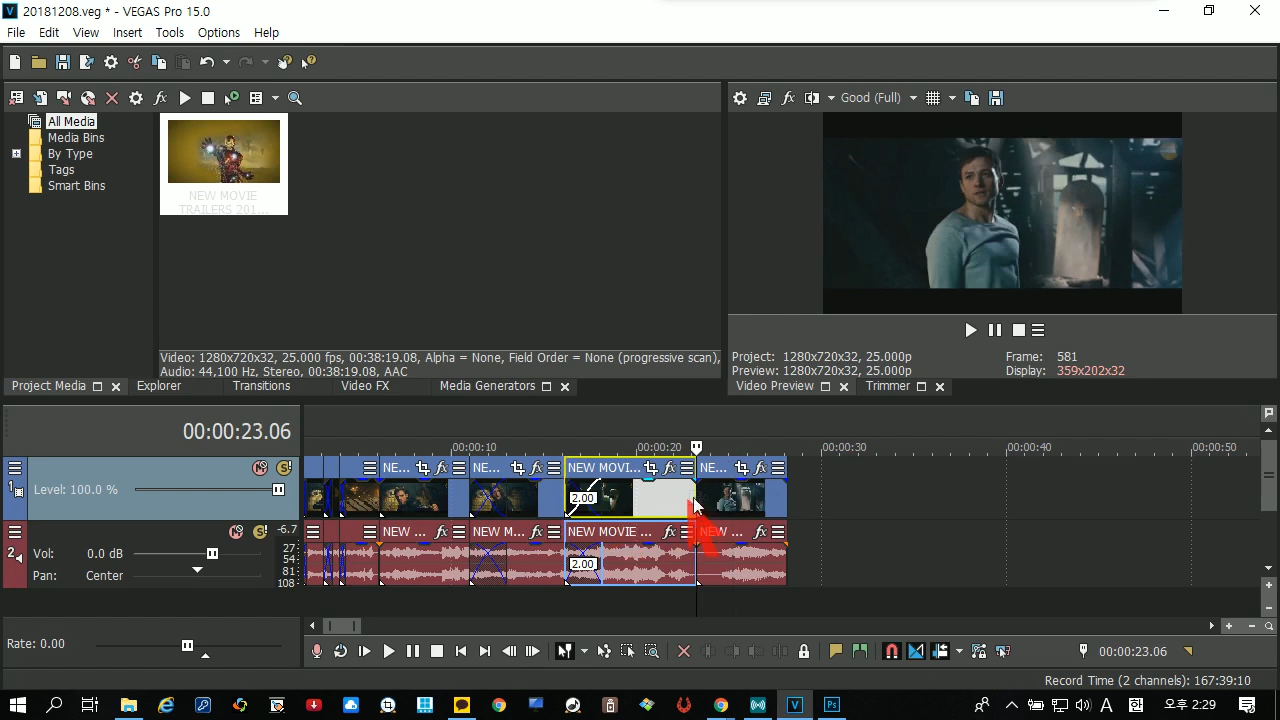 20181208.veg * - VEGAS Pro 15.0
File Edit View Insert Tools Options Help
Good (Full)
All Media
Media Bins
By Type
Tags
Smart Bins
NEW MOVIE
TRAILERS 201...
Video: 1280x720x32, 25.000 fps, 00:38:19.08, Alpha = None, Field Order = None (progressive scan),
Audio: 44,100 Hz, Stereo, 00:38:19.08, AAC
Project: 1280x720x32, 25.000p
Preview: 1280x720x32, 25.000p
Frame: 581
Display: 359x202x32
Project Media Explorer Transitions Video FX Media Generators
Video Preview Trimmer
00:00:23.06
00:00:10 00:00:20 00:00:30 00:00:40 00:00:50
1
Level: 100.0 %
NE... NE... NEW MOVI... NE...
2.00
2
Vol: 0.0 dB
Pan: Center
-6.7
27
54
81
108
NEW ... NEW M... NEW MOVIE ... NEW ...
2.00
Rate: 0.00
00:00:23.06
Record Time (2 channels): 167:39:10
A 한 오후 2:29